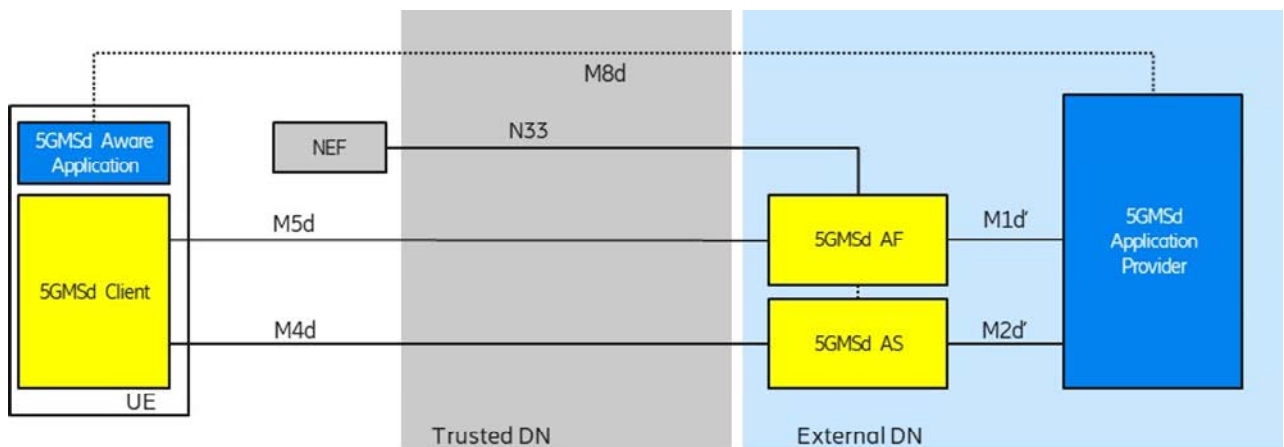 M8d
5GMSd Aware
Application
NEF
N33
M5d
5GMSd AF
M1d'
5GMSd
Application
Provider
5GMSd Client
M4d
5GMSd AS
M2d'
UE
Trusted DN
External DN